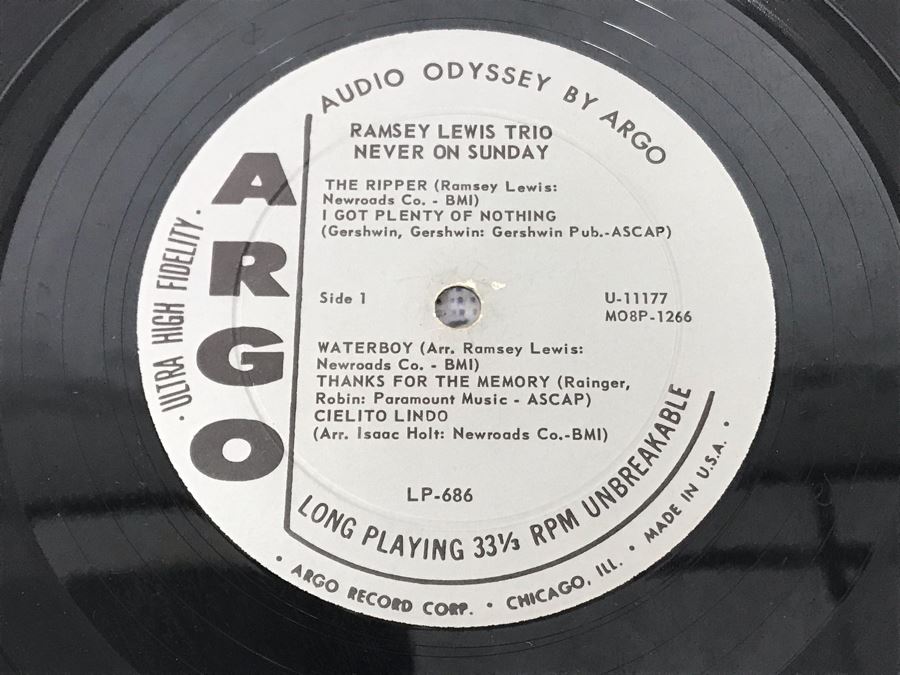 AUDIO ODYSSEY BY ARGO
RAMSEY LEWIS TRIO
NEVER ON SUNDAY
THE RIPPER (Ramsey Lewis:
Newroads Co. - BMI)
I GOT PLENTY OF NOTHING
(Gershwin, Gershwin: Gershwin Pub.-ASCAP)
ARGO
· ULTRA HIGH FIDELITY ·
Side 1
U-11177
MO8P-1266
WATERBOY (Arr. Ramsey Lewis:
Newroads Co. - BMI)
THANKS FOR THE MEMORY (Rainger,
Robin: Paramount Music - ASCAP)
CIELITO LINDO
(Arr. Isaac Holt: Newroads Co.-BMI)
LP-686
LONG PLAYING 33⅓ RPM UNBREAKABLE
· ARGO RECORD CORP. · CHICAGO, ILL. · MADE IN U.S.A. ·